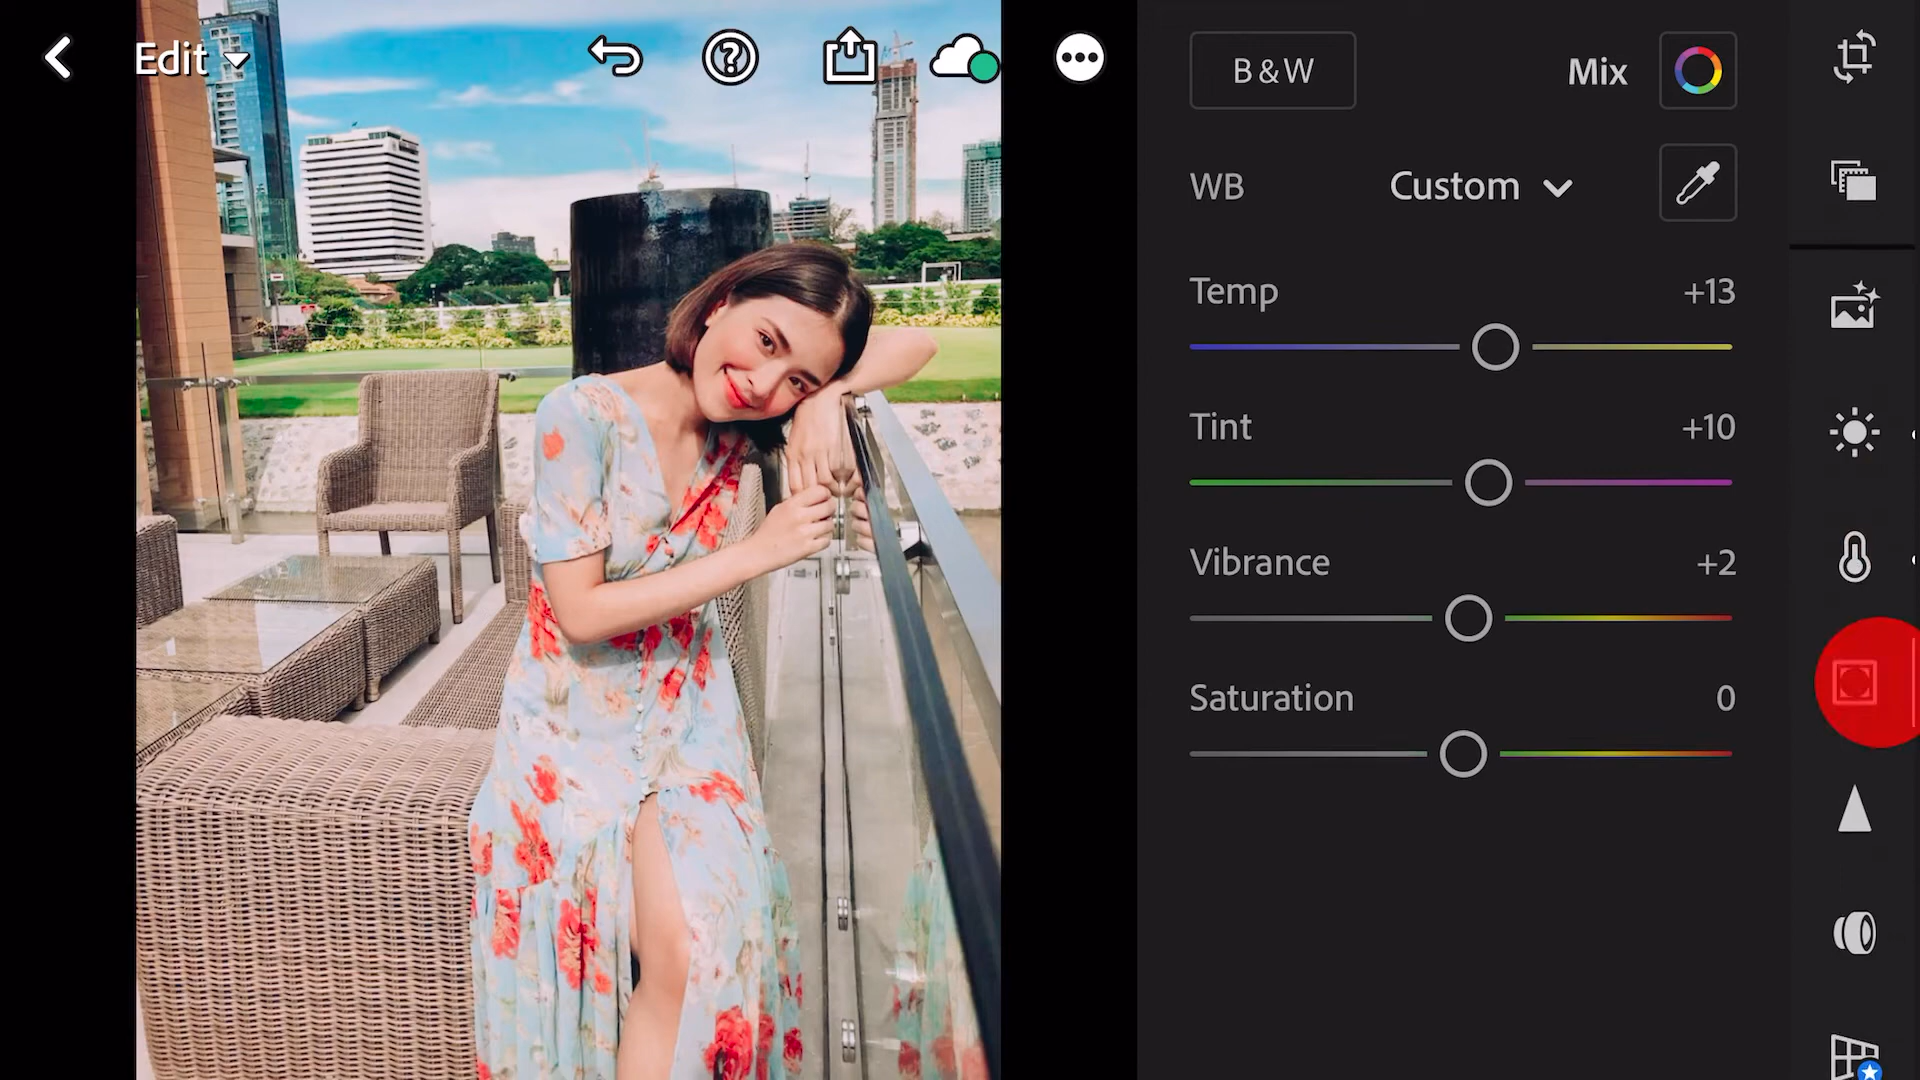 Edit
B&W
Mix
WB
Custom
Temp
+13
Tint
+10
Vibrance
+2
Saturation
0